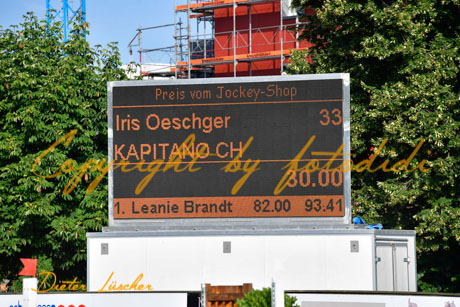 Preis vom Jockey-Shop
Iris Oeschger 33
KAPITANO CH
Copyright by fotodidi
30.00
1. Leanie Brandt 82.00 93.41
Dieter Lüscher